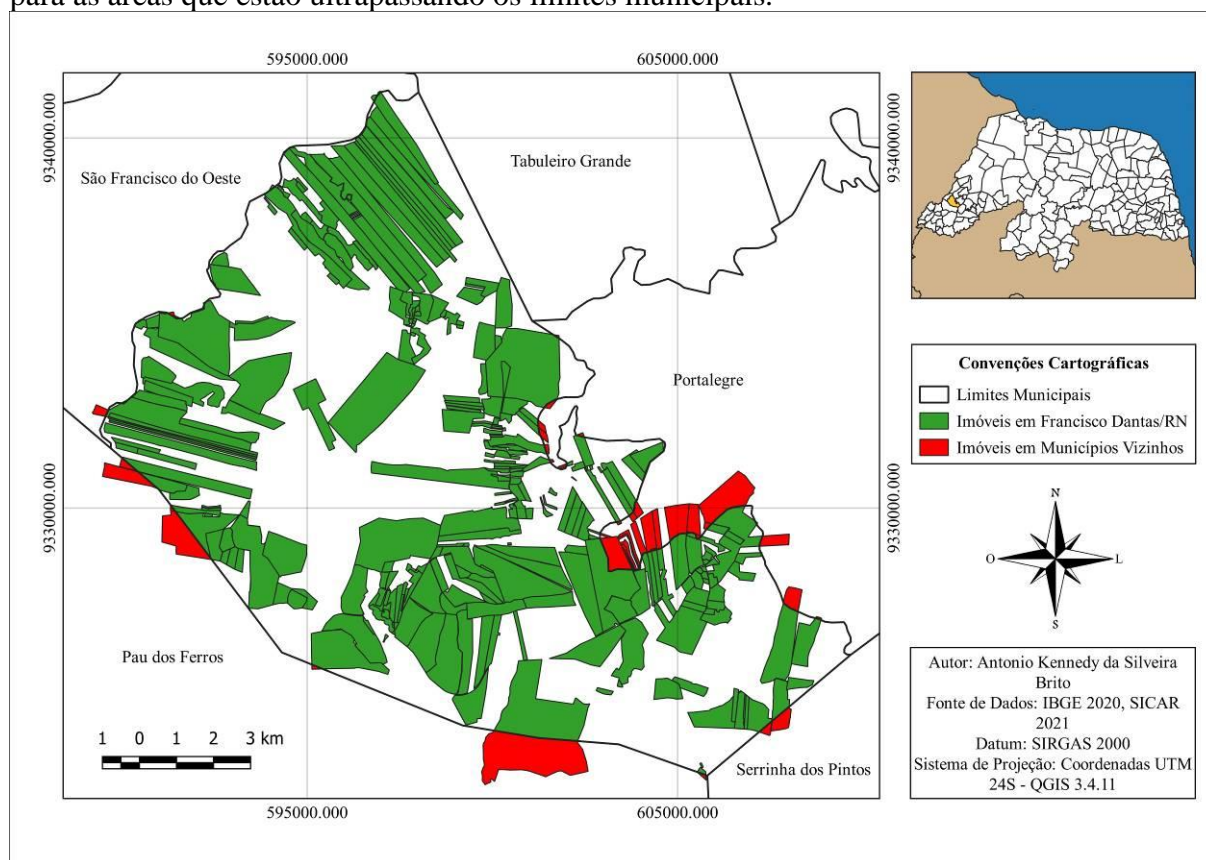 para as áreas que estão ultrapassando os limites municipais.
595000.000
605000.000
9340000.000
9340000.000
São Francisco do Oeste
Tabuleiro Grande
Portalegre
Convenções Cartográficas
Limites Municipais
Imóveis em Francisco Dantas/RN
Imóveis em Municípios Vizinhos
9330000.000
9330000.000
N
O
L
S
Pau dos Ferros
Serrinha dos Pintos
1 0 1 2 3 km
Autor: Antonio Kennedy da Silveira
Brito
Fonte de Dados: IBGE 2020, SICAR
2021
Datum: SIRGAS 2000
Sistema de Projeção: Coordenadas UTM
24S - QGIS 3.4.11
595000.000
605000.000